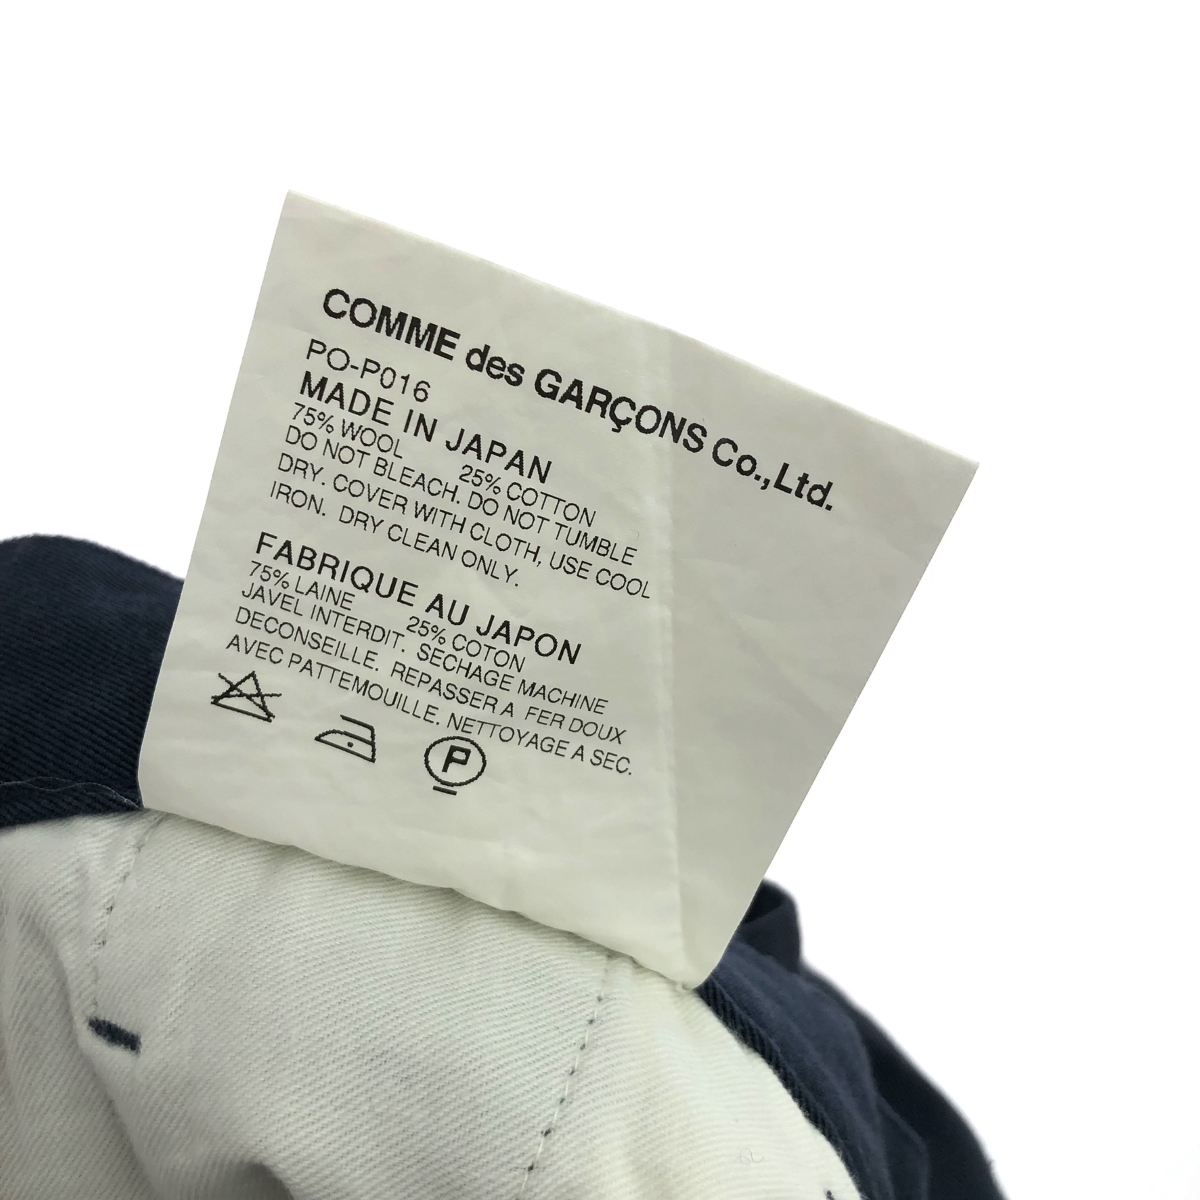 COMME des GARÇONS Co.,Ltd.
PO-P016
MADE IN JAPAN
75% WOOL 25% COTTON
DO NOT BLEACH. DO NOT TUMBLE
DRY. COVER WITH CLOTH, USE COOL
IRON. DRY CLEAN ONLY.
FABRIQUE AU JAPON
75% LAINE 25% COTON
JAVEL INTERDIT. SECHAGE MACHINE
DECONSEILLE. REPASSER A FER DOUX
AVEC PATTEMOUILLE. NETTOYAGE A SEC.
P